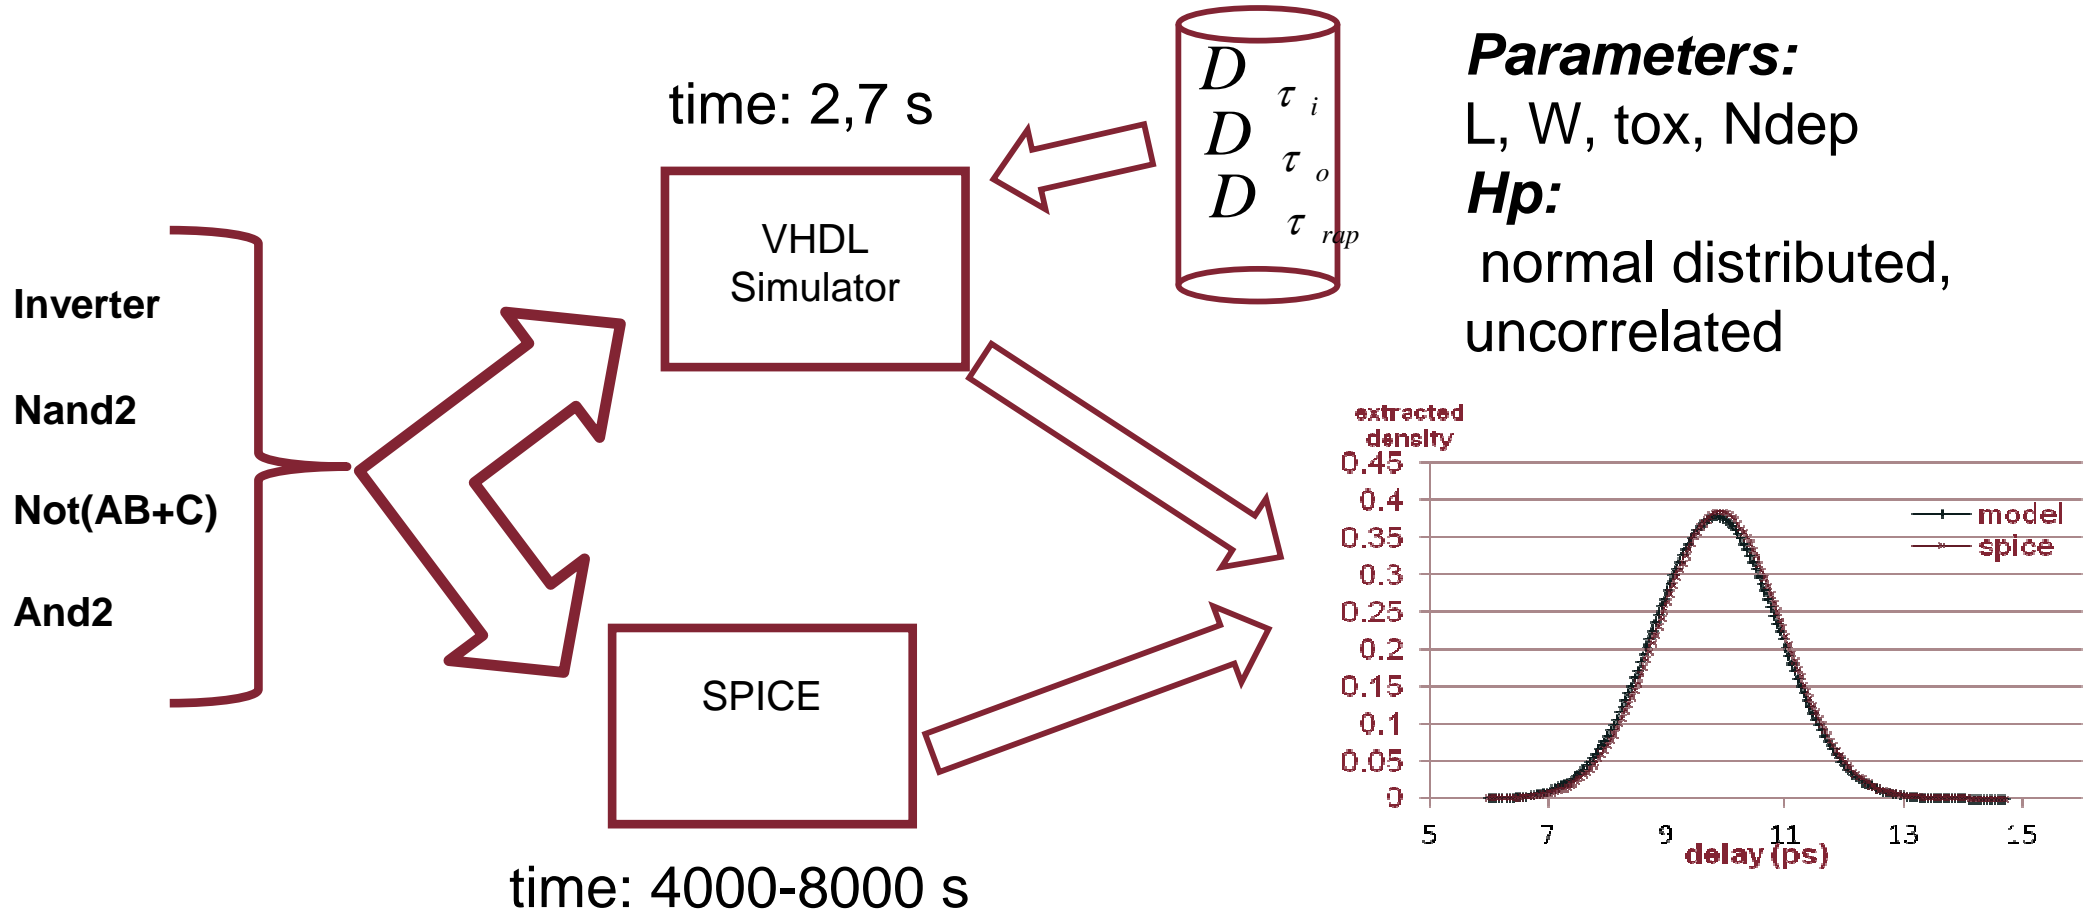 time: 2,7 s
D τ i
D τ o
D τ rap
Parameters:
L, W, tox, Ndep
Hp:
normal distributed,
uncorrelated
Inverter
Nand2
Not(AB+C)
And2
VHDL
Simulator
SPICE
time: 4000-8000 s
extracted
density
0.45
0.4
0.35
0.3
0.25
0.2
0.15
0.1
0.05
0
5 7 9 11 13 15
delay (ps)
model
spice